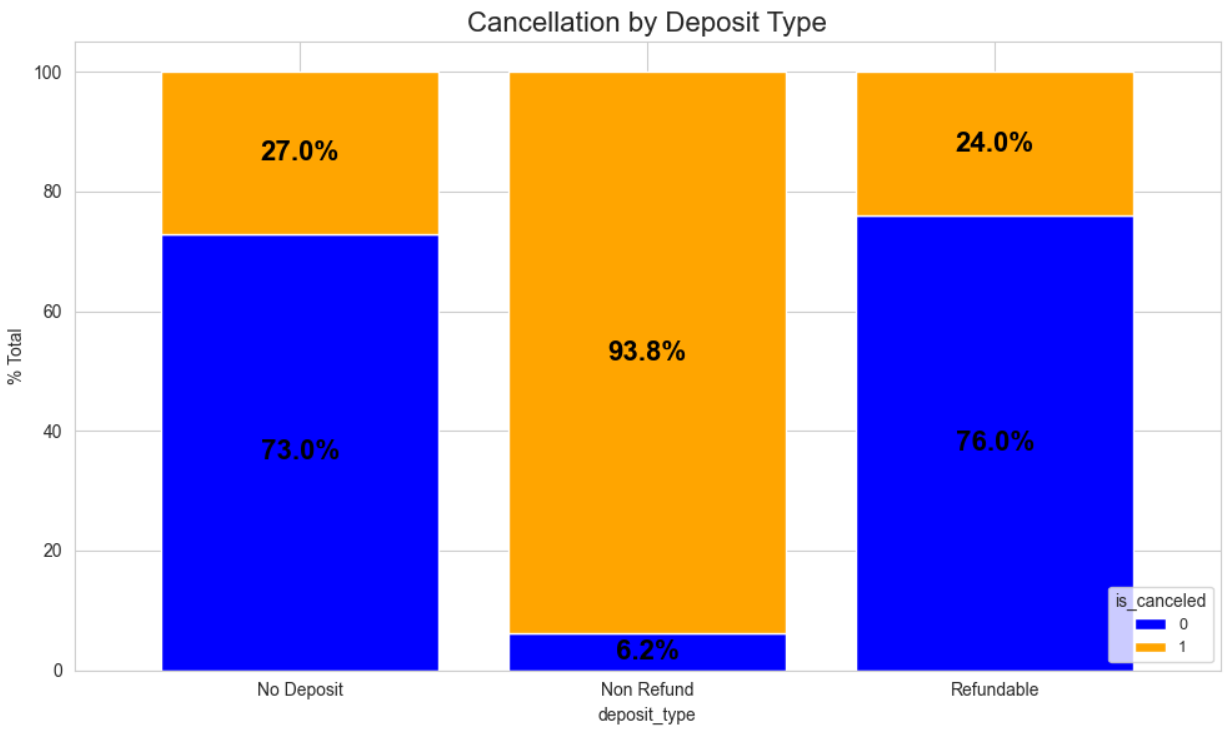 Cancellation by Deposit Type
100
80
60
40
20
0
% Total
27.0%
73.0%
93.8%
6.2%
24.0%
76.0%
is_canceled
0
1
No Deposit
Non Refund
Refundable
deposit_type